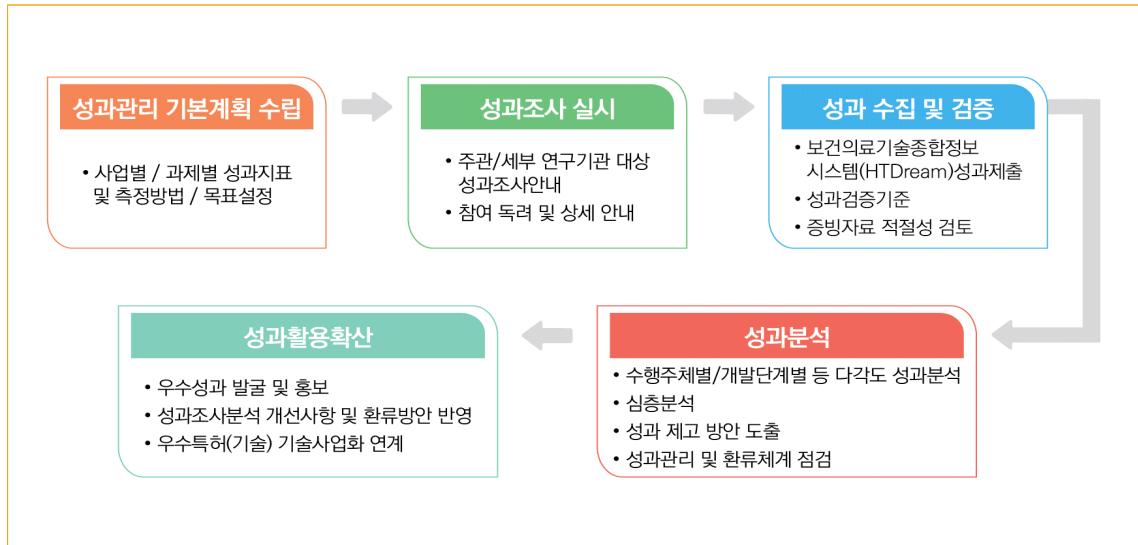 성과관리 기본계획 수립
• 사업별 / 과제별 성과지표
및 측정방법 / 목표설정
성과조사 실시
• 주관/세부 연구기관 대상
성과조사안내
• 참여 독려 및 상세 안내
성과 수집 및 검증
• 보건의료기술종합정보
시스템(HTDream)성과제출
• 성과검증기준
• 증빙자료 적절성 검토
성과분석
• 수행주체별/개발단계별 등 다각도 성과분석
• 심층분석
• 성과 제고 방안 도출
• 성과관리 및 환류체계 점검
성과활용확산
• 우수성과 발굴 및 홍보
• 성과조사분석 개선사항 및 환류방안 반영
• 우수특허(기술) 기술사업화 연계